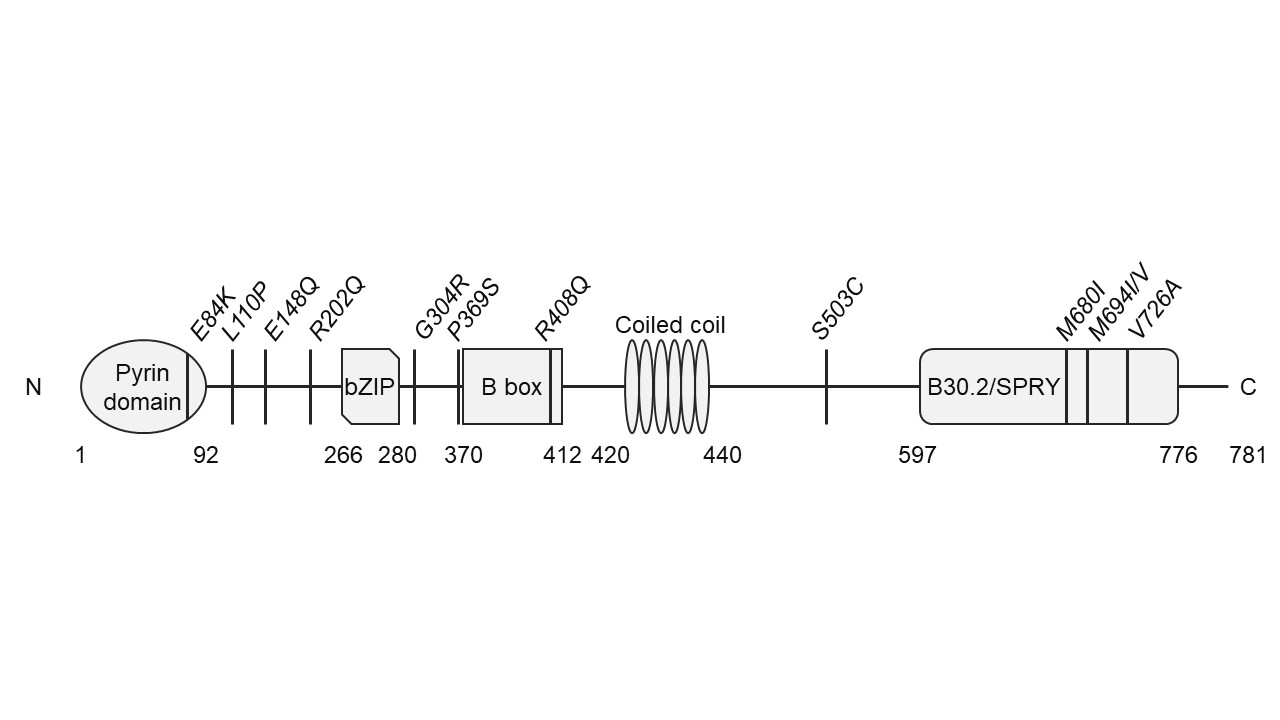 E84K
L110P
E148Q
R202Q
G304R
P369S
R408Q
S503C
M680I
M694I/V
V726A
Coiled coil
N
Pyrin
domain
bZIP
B box
B30.2/SPRY
C
1
92
266
280
370
412
420
440
597
776
781